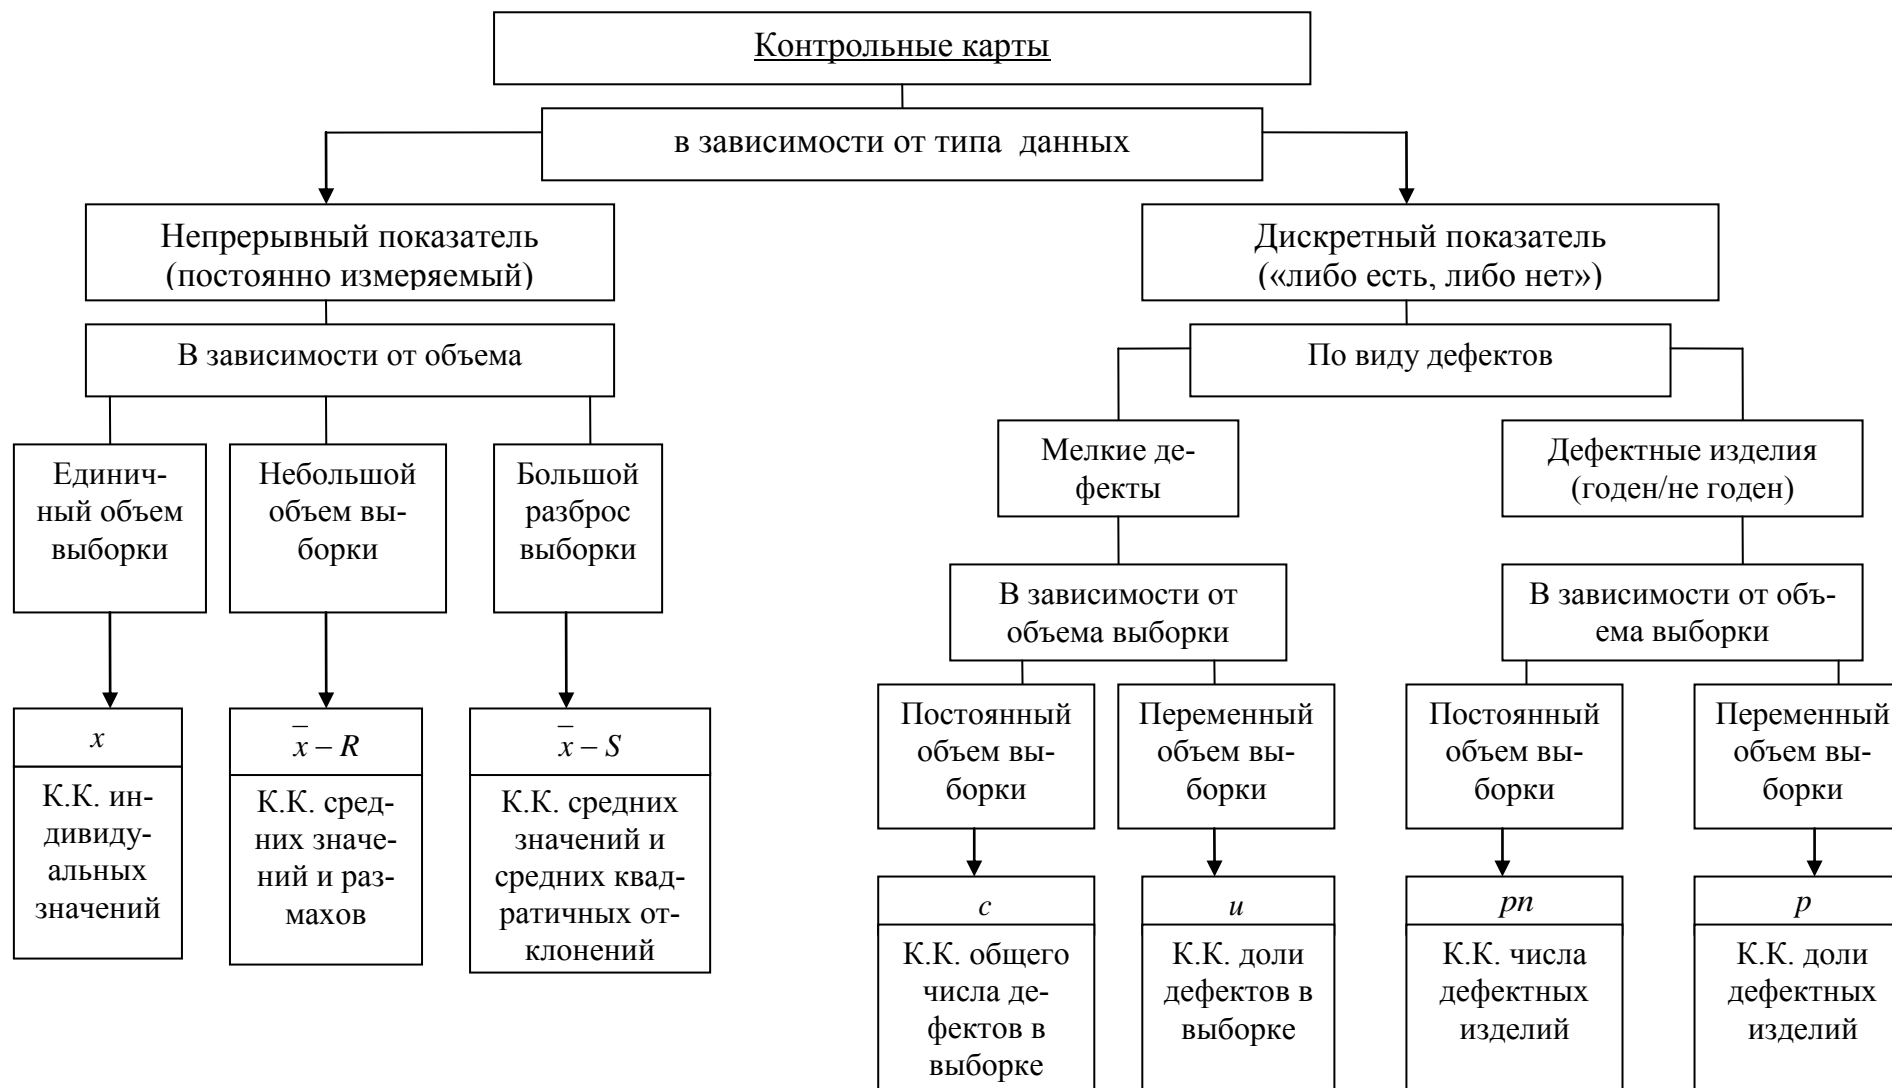 Контрольные карты
в зависимости от типа данных
Непрерывный показатель
(постоянно измеряемый)
Дискретный показатель
(«либо есть, либо нет»)
В зависимости от объема
По виду дефектов
Единич-
ный объем
выборки
Небольшой
объем вы-
борки
Большой
разброс
выборки
Мелкие де-
фекты
Дефектные изделия
(годен/не годен)
В зависимости от
объема выборки
В зависимости от объ-
ема выборки
Постоянный
объем вы-
борки
Переменный
объем вы-
борки
Постоянный
объем вы-
борки
Переменный
объем вы-
борки
x
К.К. ин-
дивиду-
альных
значений
x̅ – R
К.К. сред-
них значе-
ний и раз-
махов
x̅ – S
К.К. средних
значений и
средних квад-
ратичных от-
клонений
c
К.К. общего
числа де-
фектов в
выборке
u
К.К. доли
дефектов в
выборке
pn
К.К. числа
дефектных
изделий
p
К.К. доли
дефектных
изделий